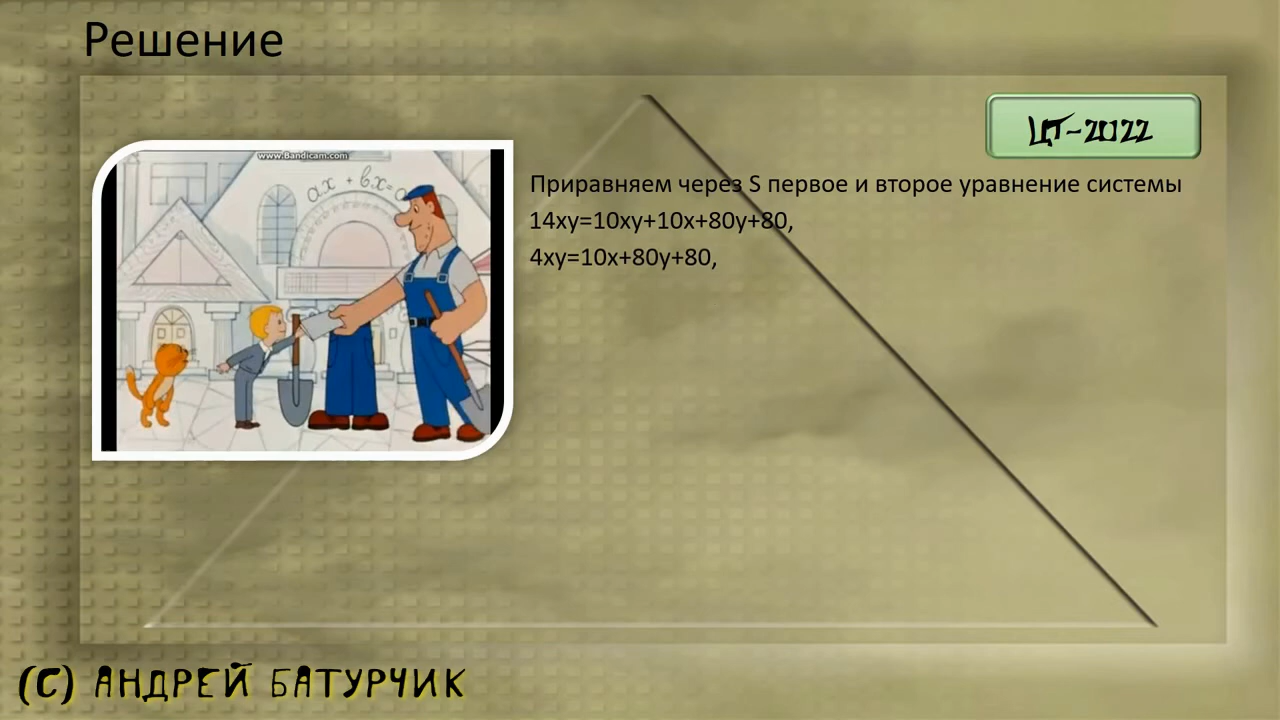 Решение
ЦТ-2022
www.Bandicam.com
ax + bx = 0
Приравняем через S первое и второе уравнение системы
14xy=10xy+10x+80y+80,
4xy=10x+80y+80,
(С) АНДРЕЙ БАТУРЧИК